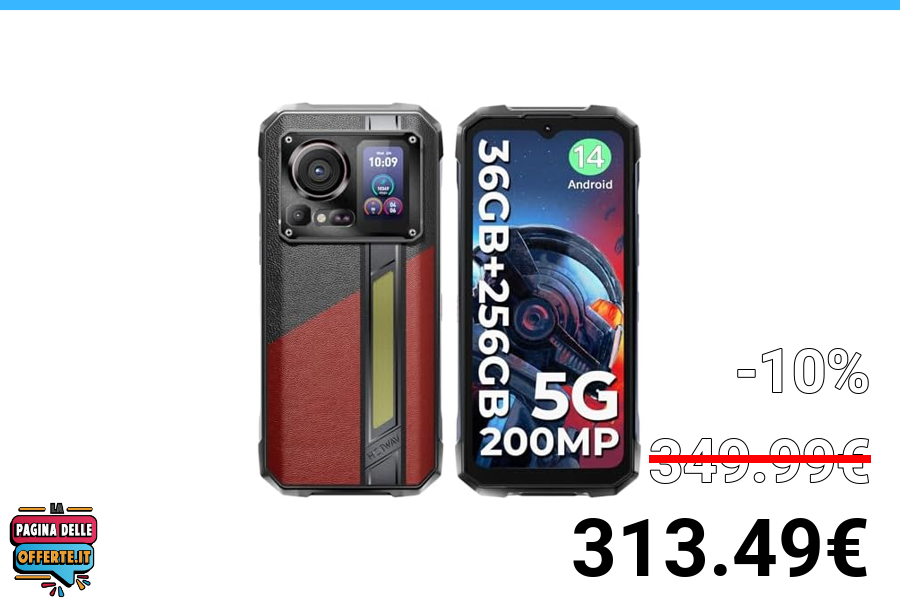 10:09
14
Android
36GB+256GB
5G
200MP
-10%
349.99€
313.49€
LA
PAGINA DELLE
OFFERTE.IT